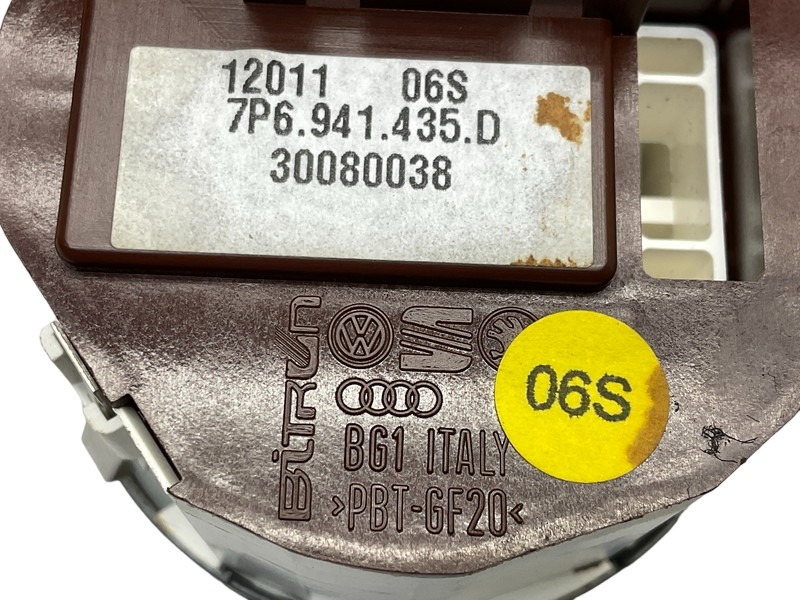 12011 06S
7P6.941.435.D
30080038
BiTRON
06S
BG1 ITALY
>PBT-GF20<